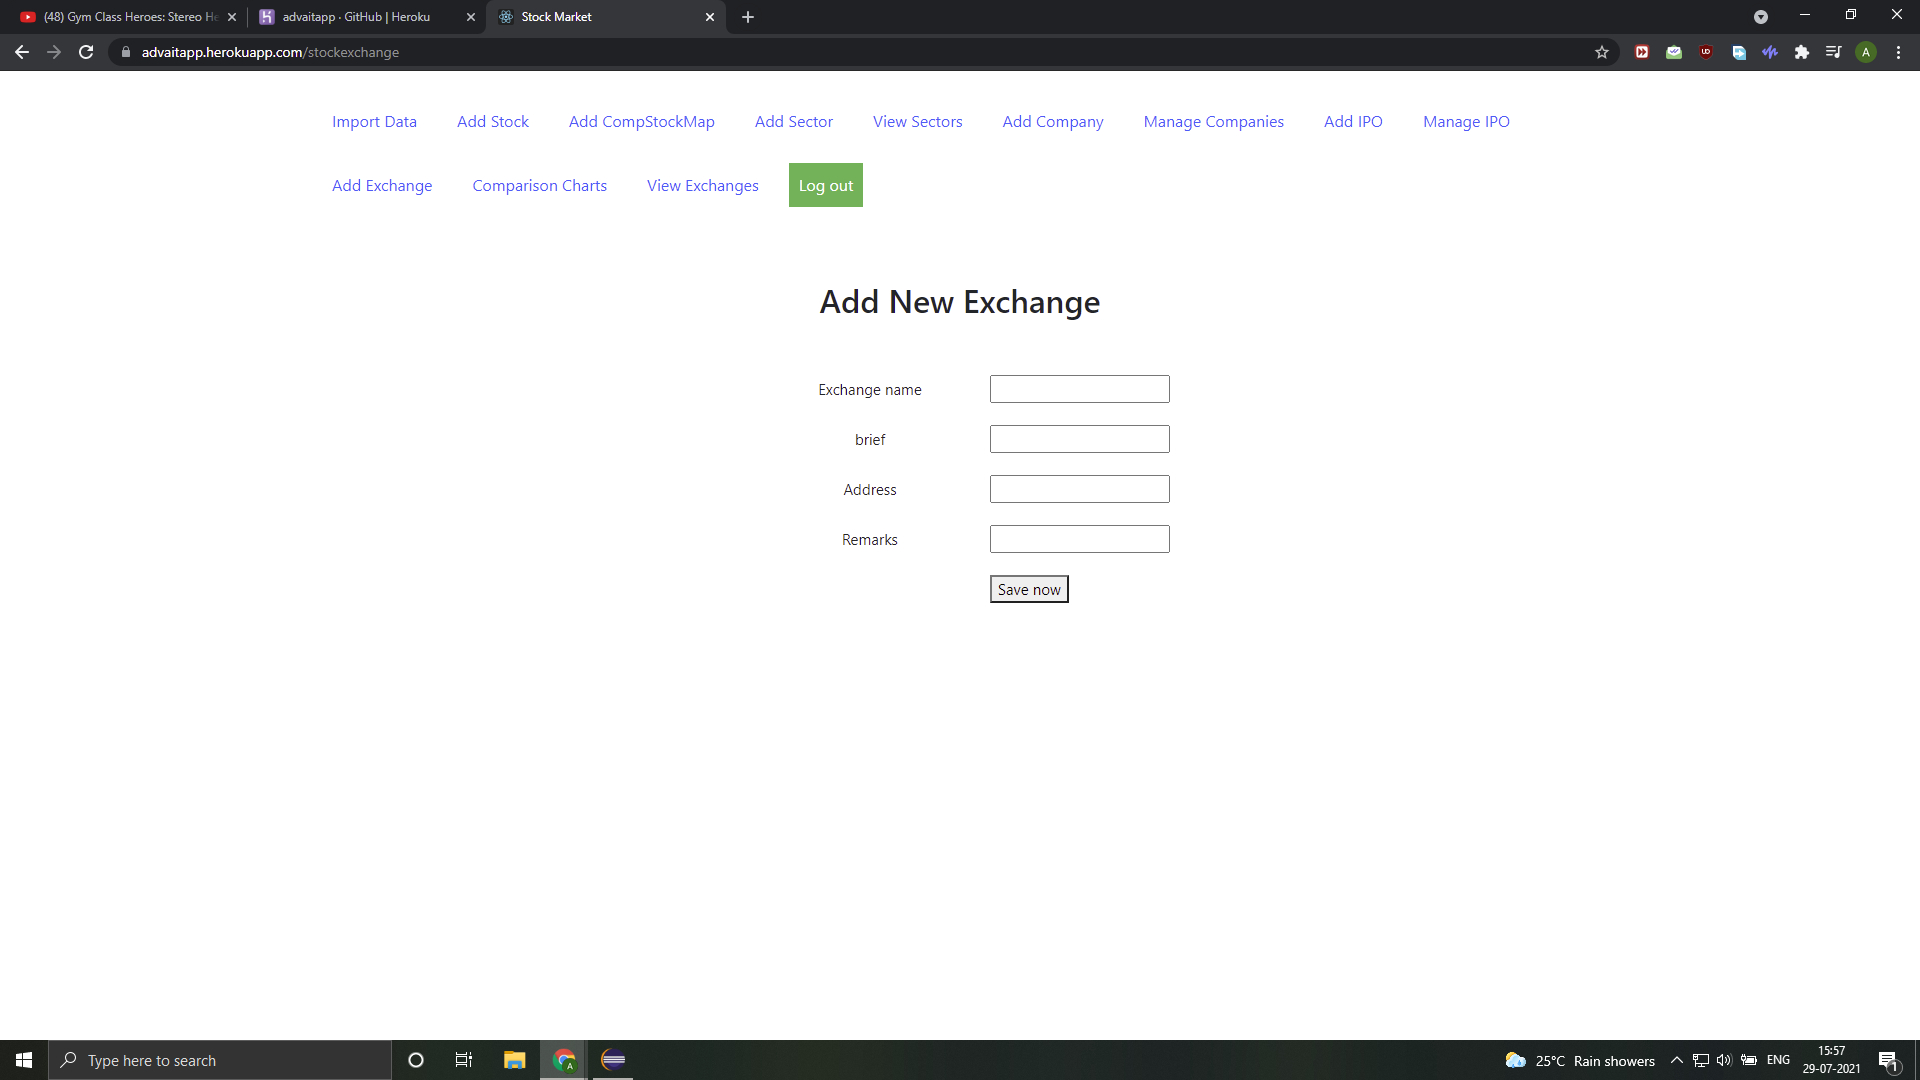 (48) Gym Class Heroes: Stereo He
advaitapp · GitHub | Heroku
Stock Market
advaitapp.herokuapp.com/stockexchange
UD
A
Import Data Add Stock Add CompStockMap Add Sector View Sectors Add Company Manage Companies Add IPO Manage IPO
Add Exchange Comparison Charts View Exchanges Log out
Add New Exchange
Exchange name
brief
Address
Remarks
Save now
Type here to search
A
25°C Rain showers
ENG
15:57
29-07-2021
1